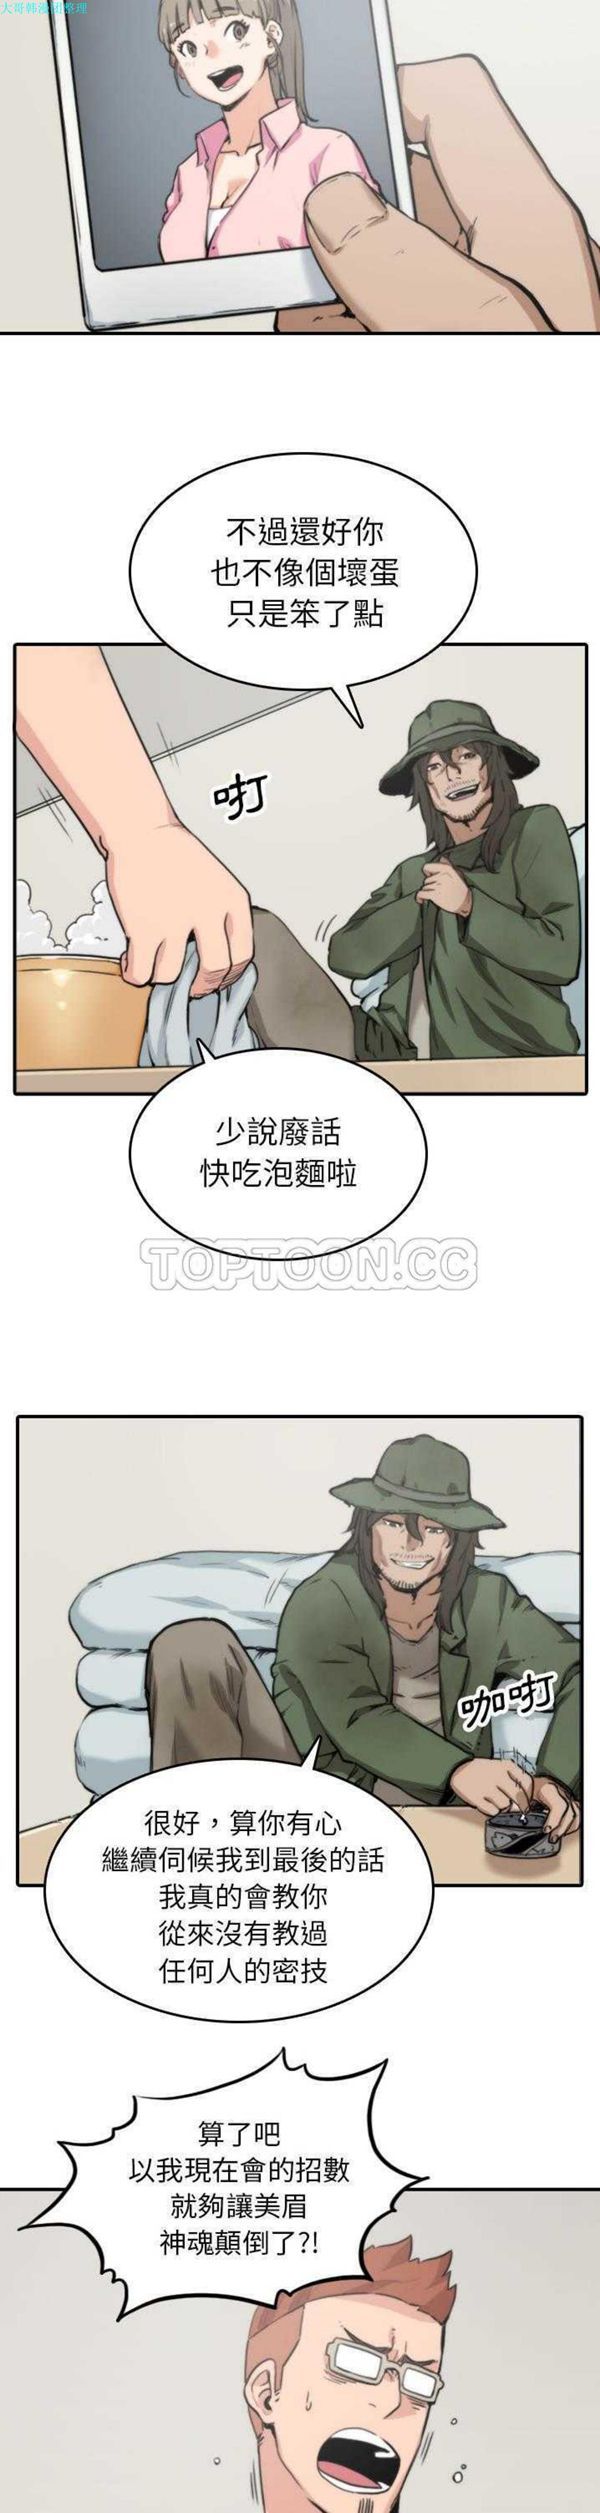 大哥韩漫团整理
不過還好你
也不像個壞蛋
只是笨了點
啪
少說廢話
快吃泡麵啦
TOPTOON.CC
咖啪
很好，算你有心
繼續伺候我到最後的話
我真的會教你
從來沒有教過
任何人的密技
算了吧
以我現在會的招數
就夠讓美眉
神魂顛倒了?!